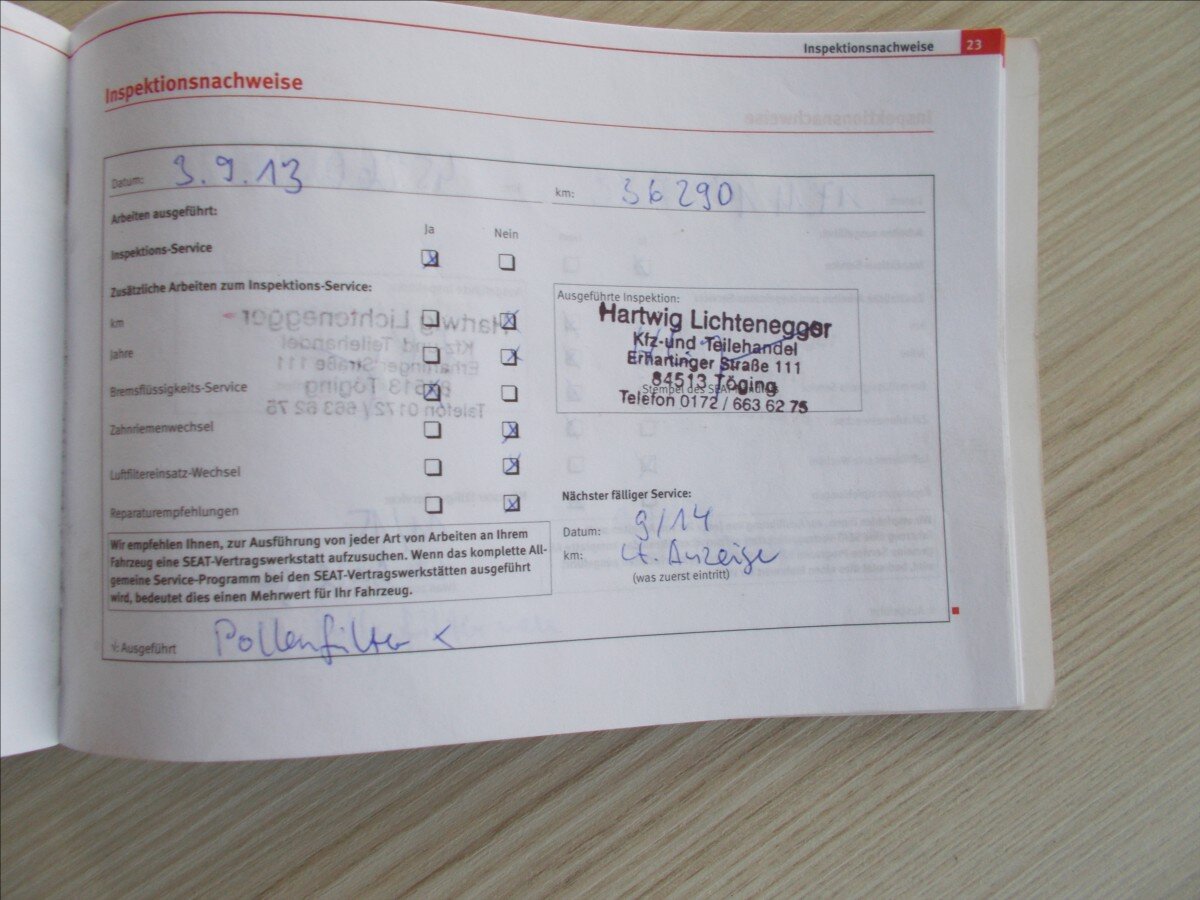 Inspektionsnachweise 23
Inspektionsnachweise
Datum: 3.9.13
km: 36 290
Arbeiten ausgeführt:
Ja Nein
Inspektions-Service
Zusätzliche Arbeiten zum Inspektions-Service:
km
Jahre
Bremsflüssigkeits-Service
Zahnriemenwechsel
Luftfiltereinsatz-Wechsel
Reparaturempfehlungen
Wir empfehlen Ihnen, zur Ausführung von jeder Art von Arbeiten an Ihrem
Fahrzeug eine SEAT-Vertragswerkstatt aufzusuchen. Wenn das komplette All-
gemeine Service-Programm bei den SEAT-Vertragswerkstätten ausgeführt
wird, bedeutet dies einen Mehrwert für Ihr Fahrzeug.
√: Ausgeführt Pollenfilter
Ausgeführte Inspektion:
Hartwig Lichtenegger
Kfz-und Teilehandel
Erhartinger Straße 111
84513 Töging
Stempel des SEAT
Telefon 0172 / 663 62 75
Nächster fälliger Service:
Datum: 9/14
km: lt. Anzeige
(was zuerst eintritt)